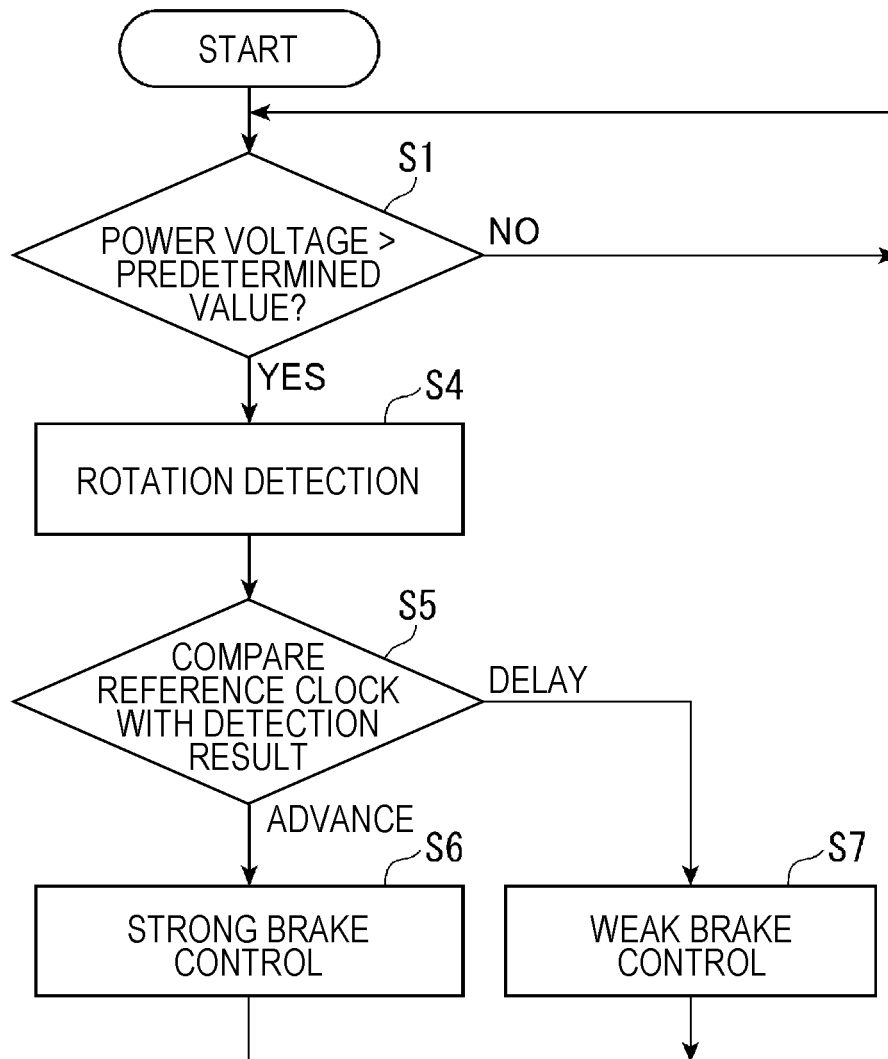 START
S1
POWER VOLTAGE >
PREDETERMINED
VALUE?
NO
YES
S4
ROTATION DETECTION
S5
COMPARE
REFERENCE CLOCK
WITH DETECTION
RESULT
DELAY
ADVANCE
S6
STRONG BRAKE
CONTROL
S7
WEAK BRAKE
CONTROL